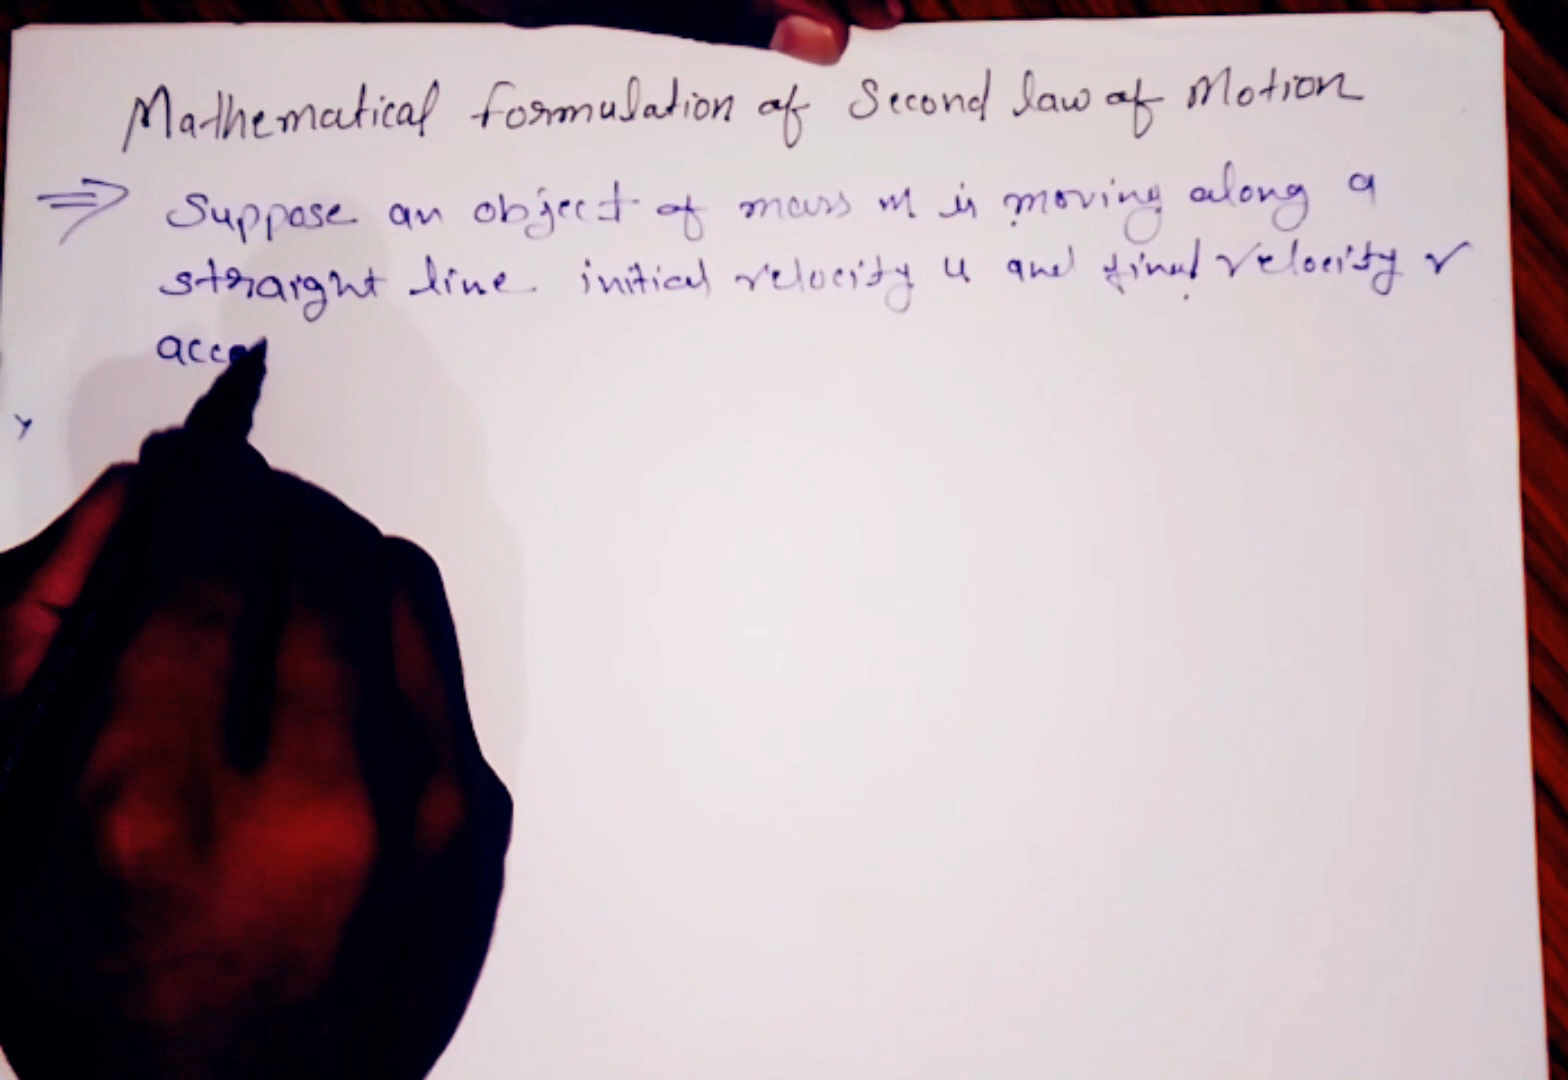 Mathematical formulation of Second law of Motion
⇒ Suppose an object of mass m is moving along a
straight line initial velocity u and final velocity v
acce